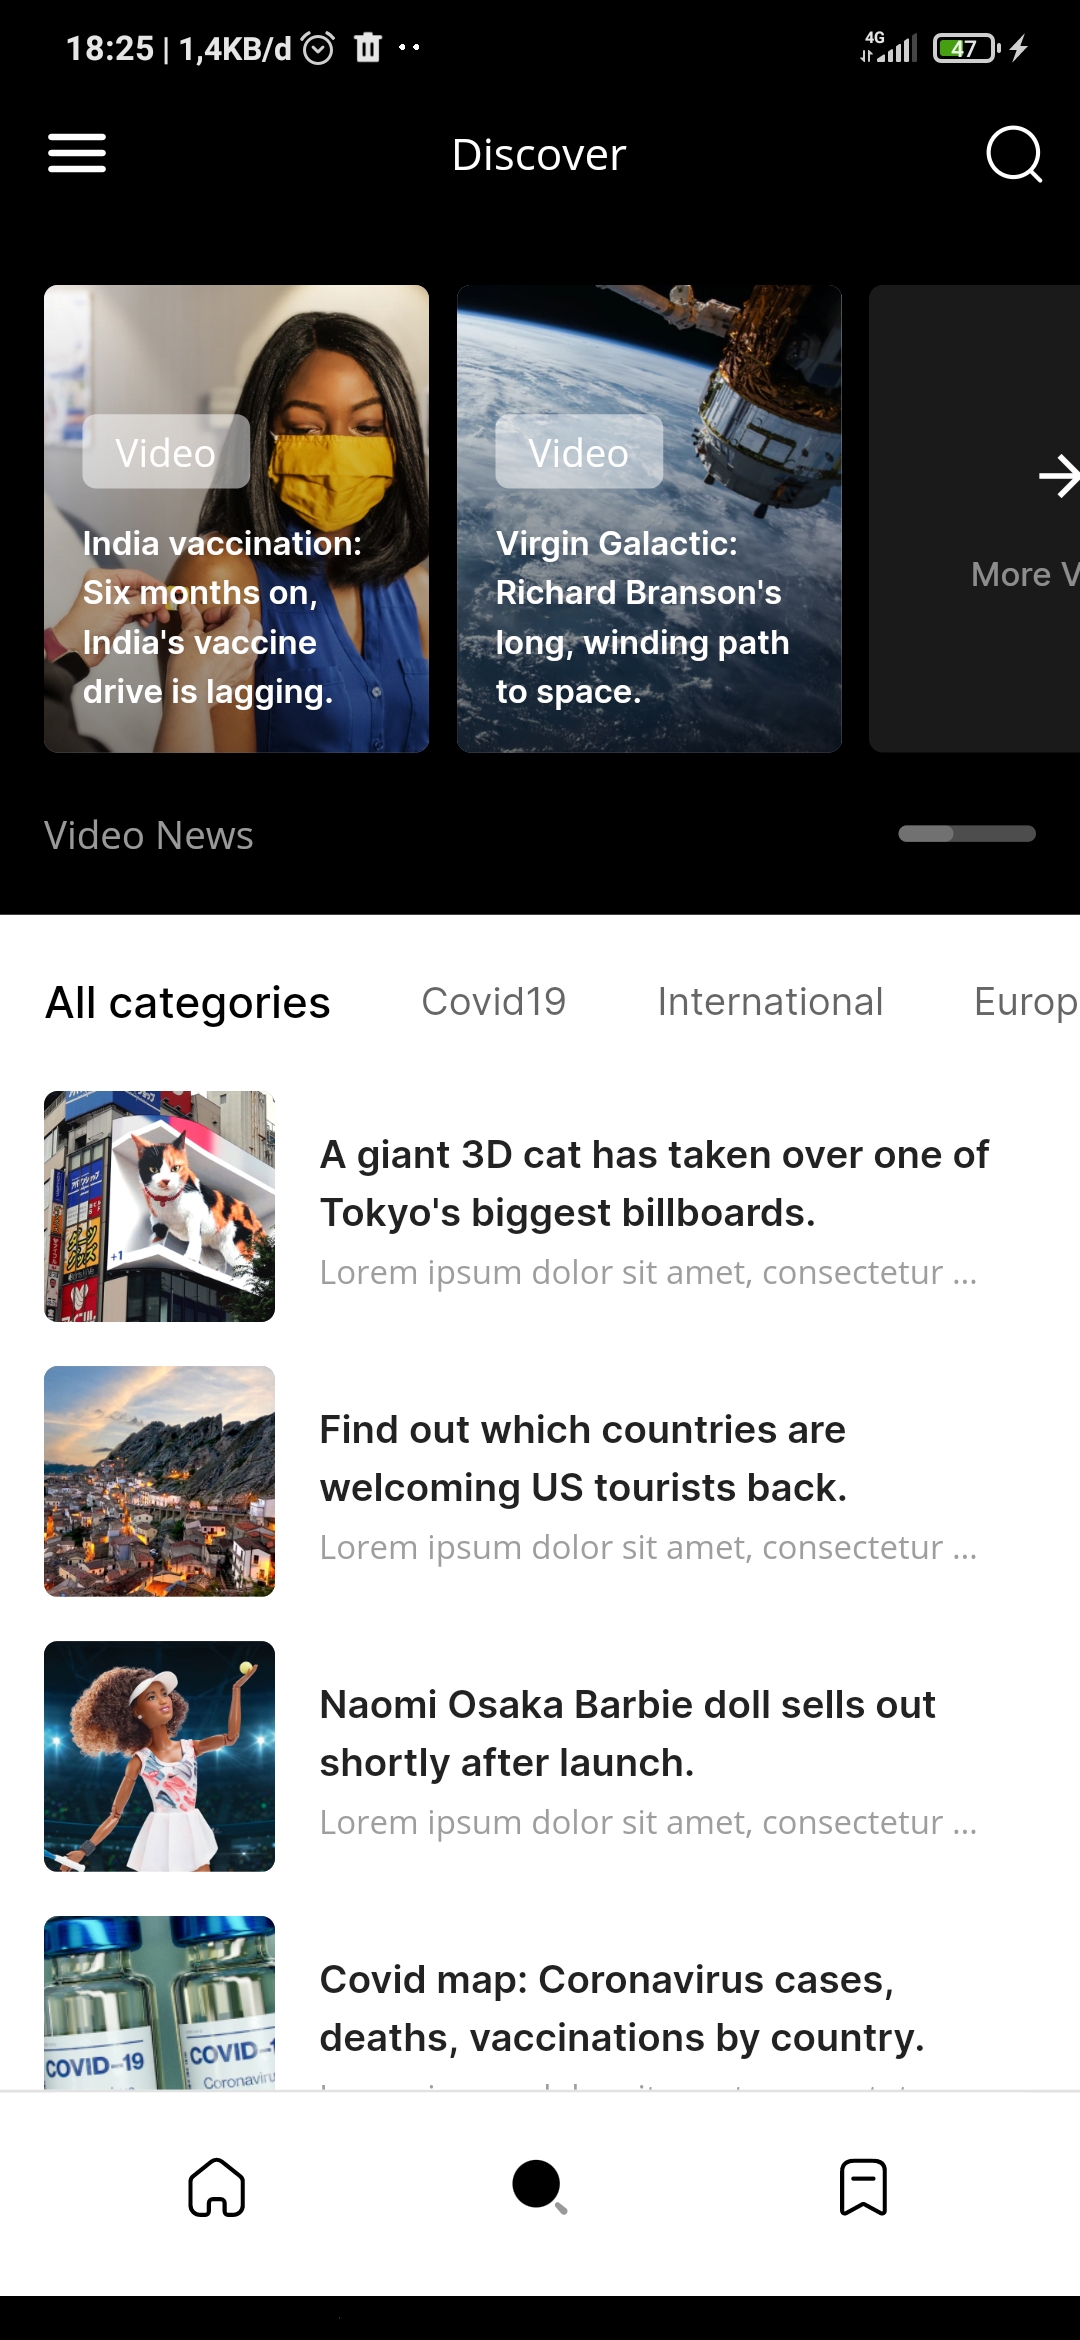 18:25 | 1,4KB/d
4G
47
Discover
Video
India vaccination:
Six months on,
India's vaccine
drive is lagging.
Video
Virgin Galactic:
Richard Branson's
long, winding path
to space.
More V
Video News
All categories
Covid19
International
Europ
+1
A giant 3D cat has taken over one of
Tokyo's biggest billboards.
Lorem ipsum dolor sit amet, consectetur ...
Find out which countries are
welcoming US tourists back.
Lorem ipsum dolor sit amet, consectetur ...
Naomi Osaka Barbie doll sells out
shortly after launch.
Lorem ipsum dolor sit amet, consectetur ...
COVID-19
COVID-1
Coronaviru
Covid map: Coronavirus cases,
deaths, vaccinations by country.